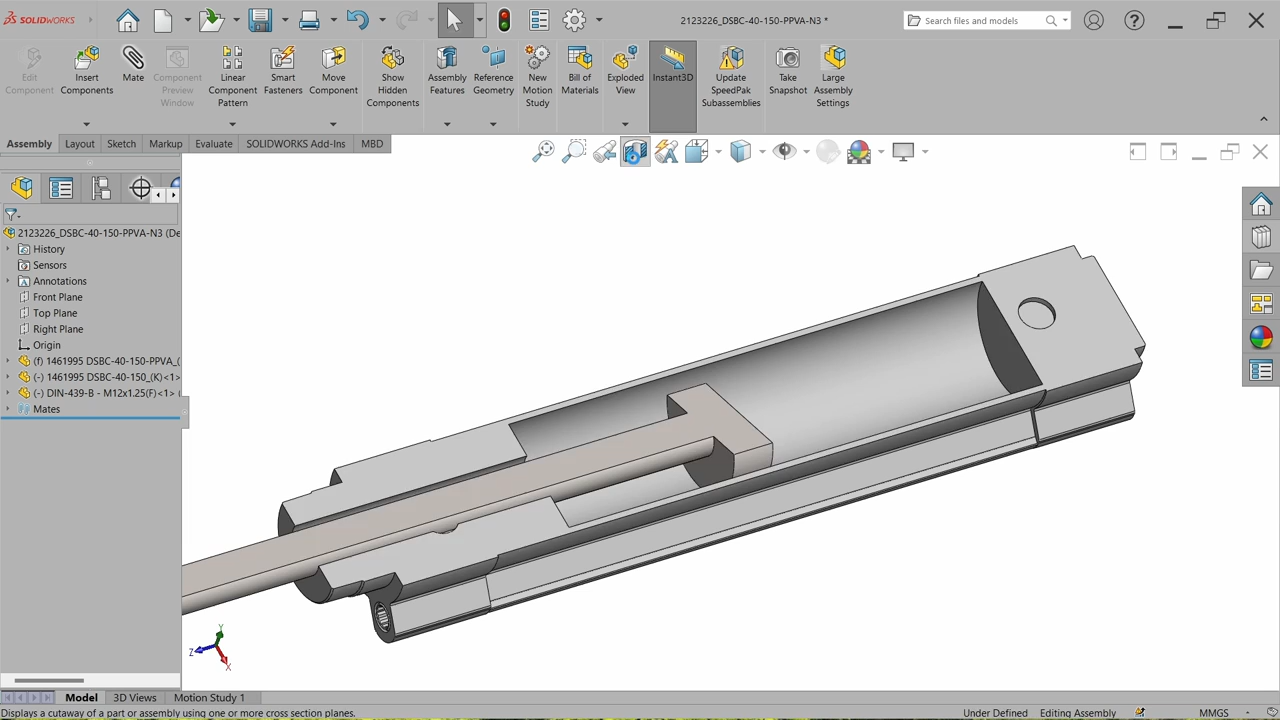 SOLIDWORKS
2123226_DSBC-40-150-PPVA-N3 *
Search files and models
Edit Component
Insert Components
Mate
Component Preview Window
Linear Component Pattern
Smart Fasteners
Move Component
Show Hidden Components
Assembly Features
Reference Geometry
New Motion Study
Bill of Materials
Exploded View
Instant3D
Update SpeedPak Subassemblies
Take Snapshot
Large Assembly Settings
Assembly
Layout
Sketch
Markup
Evaluate
SOLIDWORKS Add-Ins
MBD
2123226_DSBC-40-150-PPVA-N3 (De
History
Sensors
Annotations
Front Plane
Top Plane
Right Plane
Origin
(f) 1461995 DSBC-40-150-PPVA_(
(-) 1461995 DSBC-40-150_(K)<1>
(-) DIN-439-B - M12x1.25(F)<1> (
Mates
Y
Z
X
Model
3D Views
Motion Study 1
Displays a cutaway of a part or assembly using one or more cross section planes.
Under Defined
Editing Assembly
MMGS